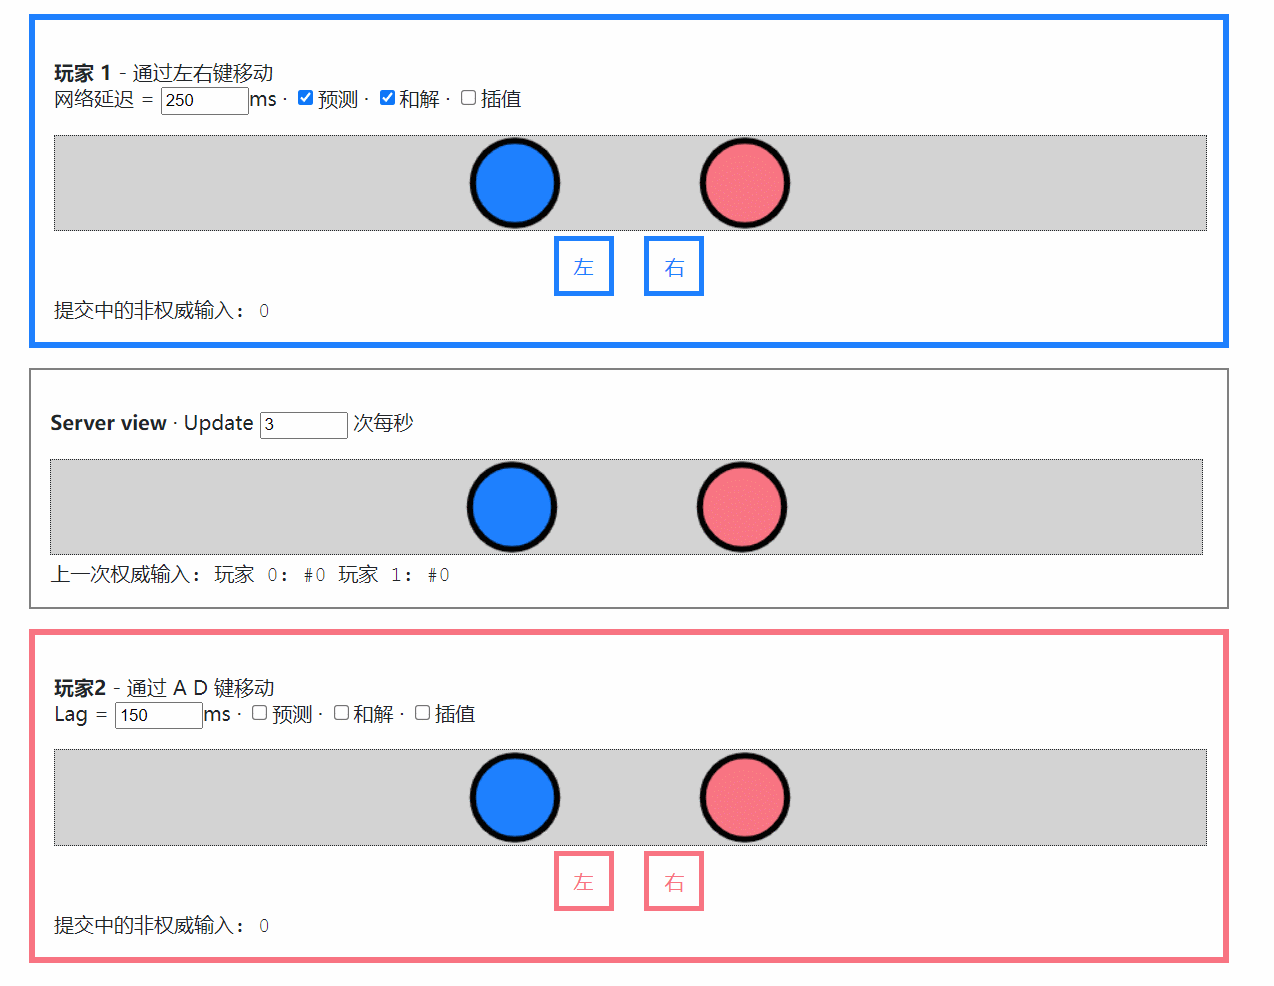 玩家 1 - 通过左右键移动
网络延迟 = 250ms · 预测 · 和解 · 插值
左 右
提交中的非权威输入: 0
Server view · Update 3 次每秒
上一次权威输入: 玩家 0: #0 玩家 1: #0
玩家2 - 通过 A D 键移动
Lag = 150ms · 预测 · 和解 · 插值
左 右
提交中的非权威输入: 0